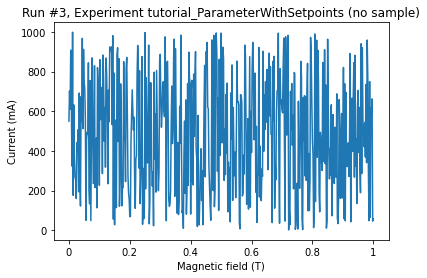 Run #3, Experiment tutorial_ParameterWithSetpoints (no sample)
1000
800
600
400
200
0
Current (mA)
0.0 0.2 0.4 0.6 0.8 1.0
Magnetic field (T)